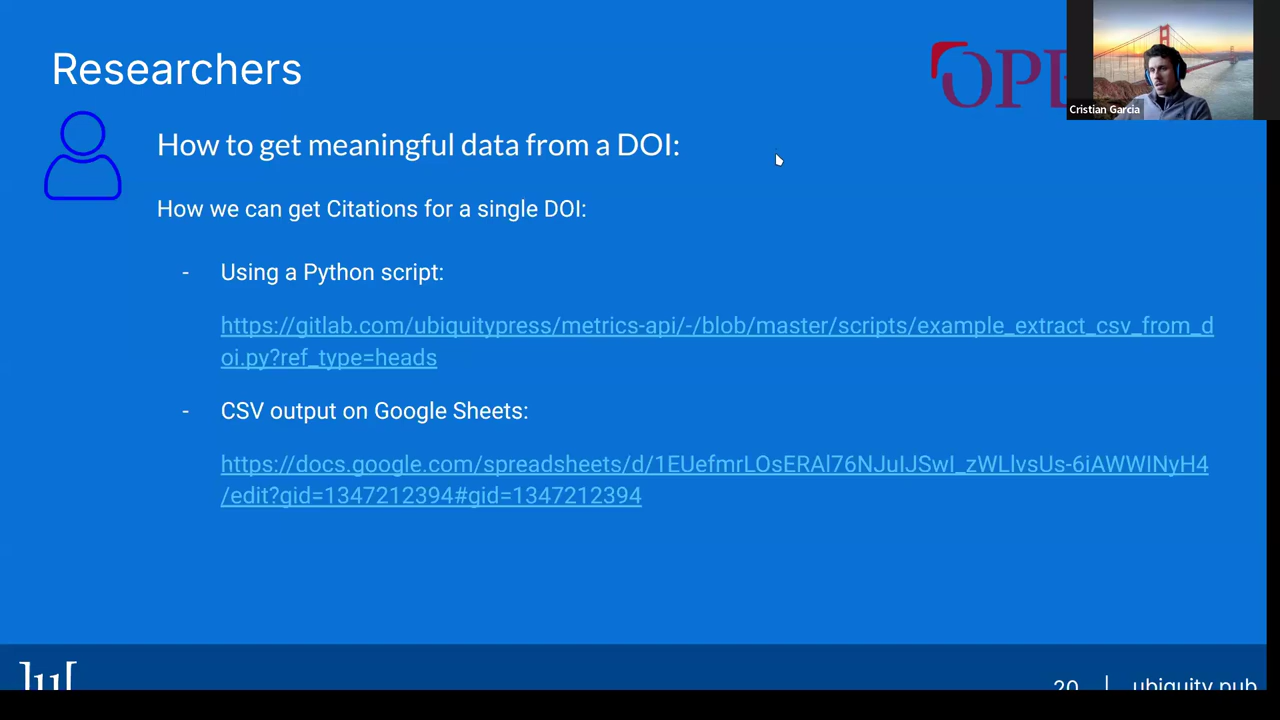 Researchers
OPE
Cristian Garcia
How to get meaningful data from a DOI:
How we can get Citations for a single DOI:
- Using a Python script:
https://gitlab.com/ubiquitypress/metrics-api/-/blob/master/scripts/example_extract_csv_from_d
oi.py?ref_type=heads
- CSV output on Google Sheets:
https://docs.google.com/spreadsheets/d/1EUefmrLOsERAl76NJuIJSwI_zWLlvsUs-6iAWWINyH4
/edit?gid=1347212394#gid=1347212394
]u[
20 | ubiquity pub